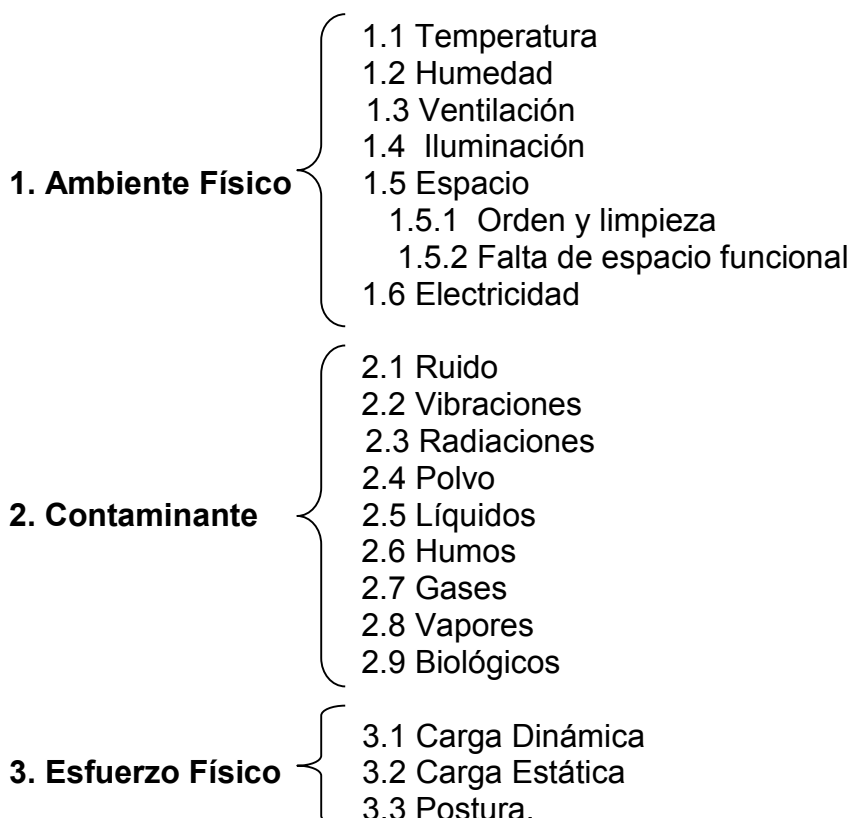 1.1 Temperatura
1.2 Humedad
1.3 Ventilación
1.4 Iluminación
1. Ambiente Físico
1.5 Espacio
1.5.1 Orden y limpieza
1.5.2 Falta de espacio funcional
1.6 Electricidad
2.1 Ruido
2.2 Vibraciones
2.3 Radiaciones
2.4 Polvo
2. Contaminante
2.5 Líquidos
2.6 Humos
2.7 Gases
2.8 Vapores
2.9 Biológicos
3.1 Carga Dinámica
3. Esfuerzo Físico
3.2 Carga Estática
3.3 Postura.